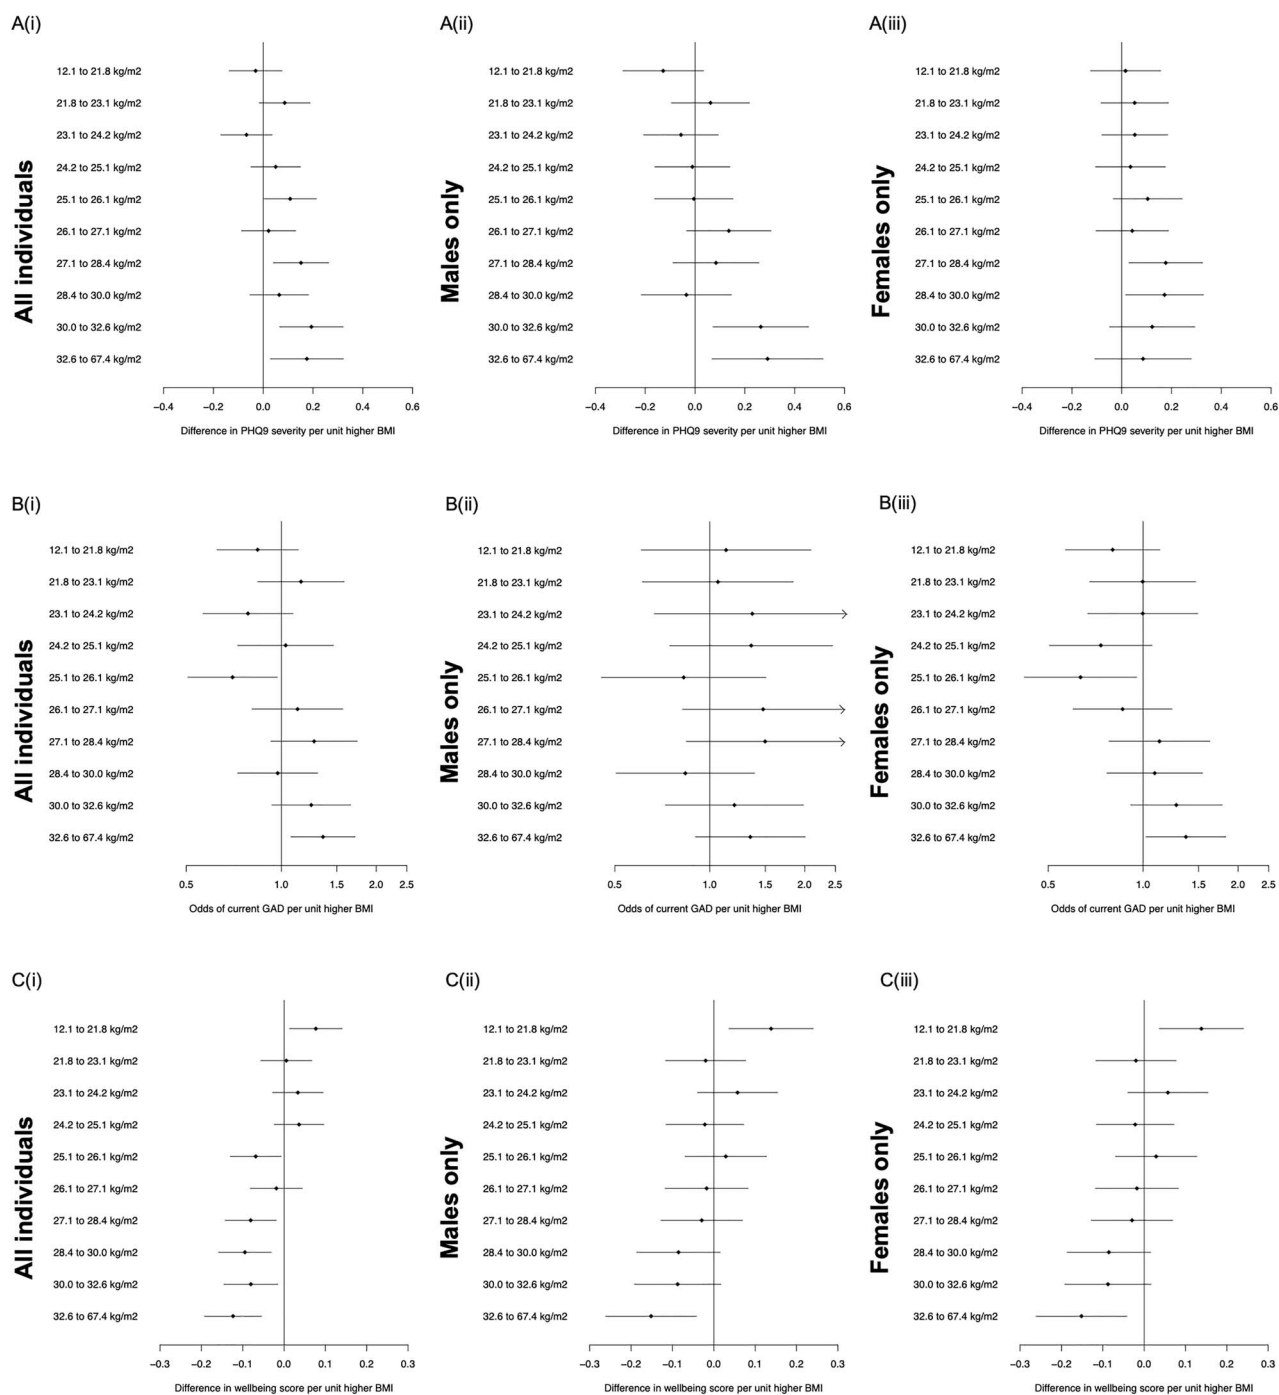 A(i)
All individuals
12.1 to 21.8 kg/m2
21.8 to 23.1 kg/m2
23.1 to 24.2 kg/m2
24.2 to 25.1 kg/m2
25.1 to 26.1 kg/m2
26.1 to 27.1 kg/m2
27.1 to 28.4 kg/m2
28.4 to 30.0 kg/m2
30.0 to 32.6 kg/m2
32.6 to 67.4 kg/m2
−0.4 −0.2 0.0 0.2 0.4 0.6
Difference in PHQ9 severity per unit higher BMI
A(ii)
Males only
12.1 to 21.8 kg/m2
21.8 to 23.1 kg/m2
23.1 to 24.2 kg/m2
24.2 to 25.1 kg/m2
25.1 to 26.1 kg/m2
26.1 to 27.1 kg/m2
27.1 to 28.4 kg/m2
28.4 to 30.0 kg/m2
30.0 to 32.6 kg/m2
32.6 to 67.4 kg/m2
−0.4 −0.2 0.0 0.2 0.4 0.6
Difference in PHQ9 severity per unit higher BMI
A(iii)
Females only
12.1 to 21.8 kg/m2
21.8 to 23.1 kg/m2
23.1 to 24.2 kg/m2
24.2 to 25.1 kg/m2
25.1 to 26.1 kg/m2
26.1 to 27.1 kg/m2
27.1 to 28.4 kg/m2
28.4 to 30.0 kg/m2
30.0 to 32.6 kg/m2
32.6 to 67.4 kg/m2
−0.4 −0.2 0.0 0.2 0.4 0.6
Difference in PHQ9 severity per unit higher BMI
B(i)
All individuals
12.1 to 21.8 kg/m2
21.8 to 23.1 kg/m2
23.1 to 24.2 kg/m2
24.2 to 25.1 kg/m2
25.1 to 26.1 kg/m2
26.1 to 27.1 kg/m2
27.1 to 28.4 kg/m2
28.4 to 30.0 kg/m2
30.0 to 32.6 kg/m2
32.6 to 67.4 kg/m2
0.5 1.0 1.5 2.0 2.5
Odds of current GAD per unit higher BMI
B(ii)
Males only
12.1 to 21.8 kg/m2
21.8 to 23.1 kg/m2
23.1 to 24.2 kg/m2
24.2 to 25.1 kg/m2
25.1 to 26.1 kg/m2
26.1 to 27.1 kg/m2
27.1 to 28.4 kg/m2
28.4 to 30.0 kg/m2
30.0 to 32.6 kg/m2
32.6 to 67.4 kg/m2
0.5 1.0 1.5 2.0 2.5
Odds of current GAD per unit higher BMI
B(iii)
Females only
12.1 to 21.8 kg/m2
21.8 to 23.1 kg/m2
23.1 to 24.2 kg/m2
24.2 to 25.1 kg/m2
25.1 to 26.1 kg/m2
26.1 to 27.1 kg/m2
27.1 to 28.4 kg/m2
28.4 to 30.0 kg/m2
30.0 to 32.6 kg/m2
32.6 to 67.4 kg/m2
0.5 1.0 1.5 2.0 2.5
Odds of current GAD per unit higher BMI
C(i)
All individuals
12.1 to 21.8 kg/m2
21.8 to 23.1 kg/m2
23.1 to 24.2 kg/m2
24.2 to 25.1 kg/m2
25.1 to 26.1 kg/m2
26.1 to 27.1 kg/m2
27.1 to 28.4 kg/m2
28.4 to 30.0 kg/m2
30.0 to 32.6 kg/m2
32.6 to 67.4 kg/m2
−0.3 −0.2 −0.1 0.0 0.1 0.2 0.3
Difference in wellbeing score per unit higher BMI
C(ii)
Males only
12.1 to 21.8 kg/m2
21.8 to 23.1 kg/m2
23.1 to 24.2 kg/m2
24.2 to 25.1 kg/m2
25.1 to 26.1 kg/m2
26.1 to 27.1 kg/m2
27.1 to 28.4 kg/m2
28.4 to 30.0 kg/m2
30.0 to 32.6 kg/m2
32.6 to 67.4 kg/m2
−0.3 −0.2 −0.1 0.0 0.1 0.2 0.3
Difference in wellbeing score per unit higher BMI
C(iii)
Females only
12.1 to 21.8 kg/m2
21.8 to 23.1 kg/m2
23.1 to 24.2 kg/m2
24.2 to 25.1 kg/m2
25.1 to 26.1 kg/m2
26.1 to 27.1 kg/m2
27.1 to 28.4 kg/m2
28.4 to 30.0 kg/m2
30.0 to 32.6 kg/m2
32.6 to 67.4 kg/m2
−0.3 −0.2 −0.1 0.0 0.1 0.2 0.3
Difference in wellbeing score per unit higher BMI